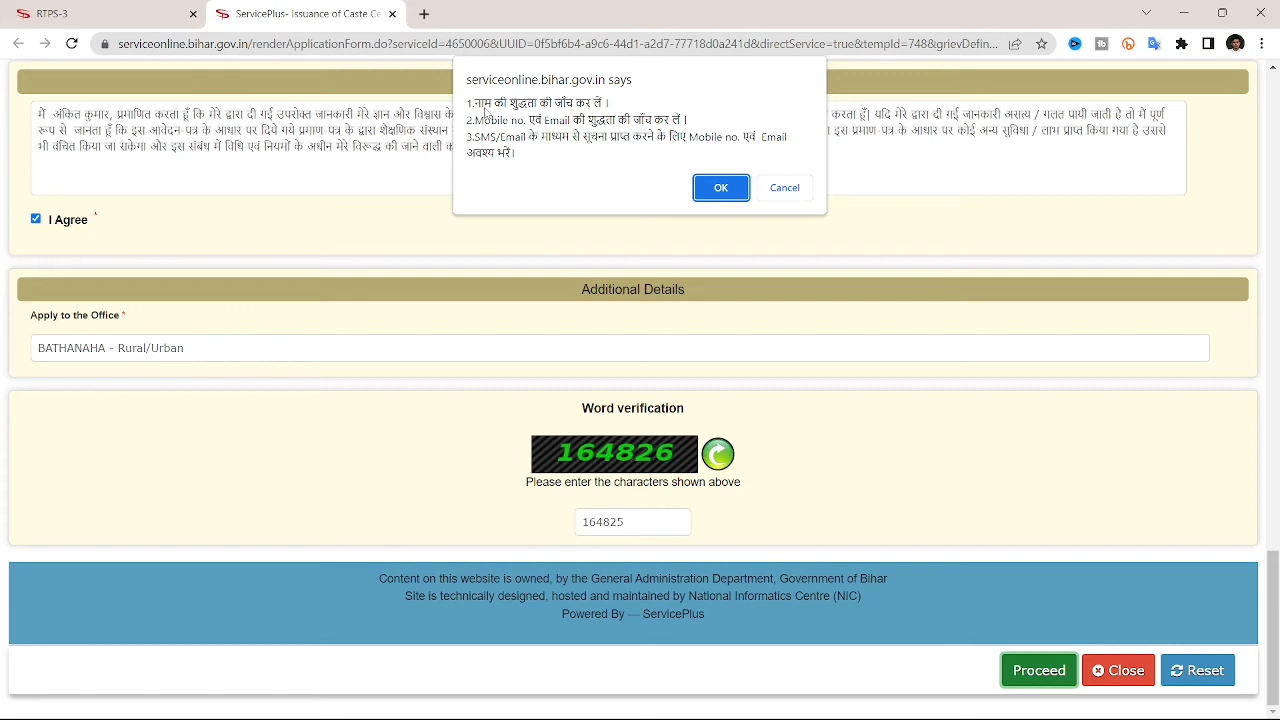 RTPS-3
ServicePlus- Issuance of Caste Ce
serviceonline.bihar.gov.in/renderApplicationForm.do?serviceId=4650008&UUID=05bf6b4-a9c6-44d1-a2d7-77718d0a241d&directService=true&tempId=748&grievDefin...
serviceonline.bihar.gov.in says
1.नाम की शुद्धता की जाँच कर लें ।
2.Mobile no. एवं Email की शुद्धता की जाँच कर लें ।
3.SMS/Email के माध्यम से सूचना प्राप्त करने के लिए Mobile no. एवं Email
अवश्य भरें।
OK
Cancel
मैं अंकित कुमार, प्रमाणित करता हूँ कि मेरे द्वारा दी गई उपरोक्त जानकारी मेरे ज्ञान और विश्वास के करता हूँ| यदि मेरे द्वारा दी गई जानकारी असत्य / गलत पायी जाती है तो मैं पूर्ण
रूप से जानता हूँ कि इस आवेदन-पत्र के आधार पर दिये गये प्रमाण-पत्र के द्वारा शैक्षणिक संस्थान इस प्रमाण-पत्र के आधार पर कोई अन्य सुविधा / लाभ प्राप्त किया गया है उससे
भी वंचित किया जा सकेगा और इस संबंध में विधि एवं नियमों के अधीन मेरे विरूद्ध की जाने वाली
I Agree *
Additional Details
Apply to the Office *
BATHANAHA - Rural/Urban
Word verification
164826
Please enter the characters shown above
164825
Content on this website is owned, by the General Administration Department, Government of Bihar
Site is technically designed, hosted and maintained by National Informatics Centre (NIC)
Powered By — ServicePlus
Proceed
Close
Reset